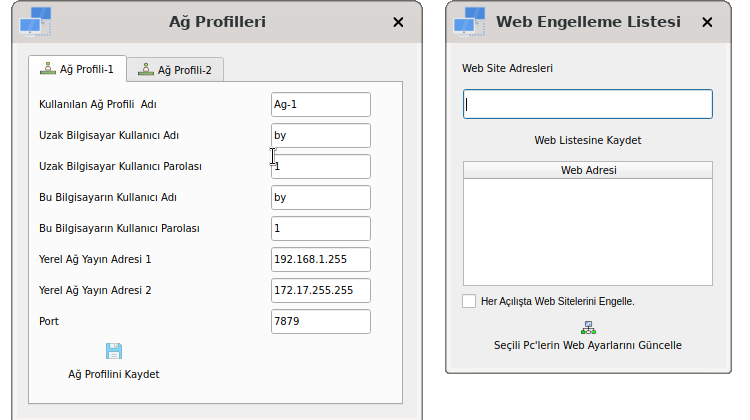 Ağ Profilleri
Ağ Profili-1
Ağ Profili-2
Kullanılan Ağ Profili Adı
Ag-1
Uzak Bilgisayar Kullanıcı Adı
by
Uzak Bilgisayar Kullanıcı Parolası
1
Bu Bilgisayarın Kullanıcı Adı
by
Bu Bilgisayarın Kullanıcı Parolası
1
Yerel Ağ Yayın Adresi 1
192.168.1.255
Yerel Ağ Yayın Adresi 2
172.17.255.255
Port
7879
Ağ Profilini Kaydet
Web Engelleme Listesi
Web Site Adresleri
Web Listesine Kaydet
Web Adresi
Her Açılışta Web Sitelerini Engelle.
Seçili Pc'lerin Web Ayarlarını Güncelle